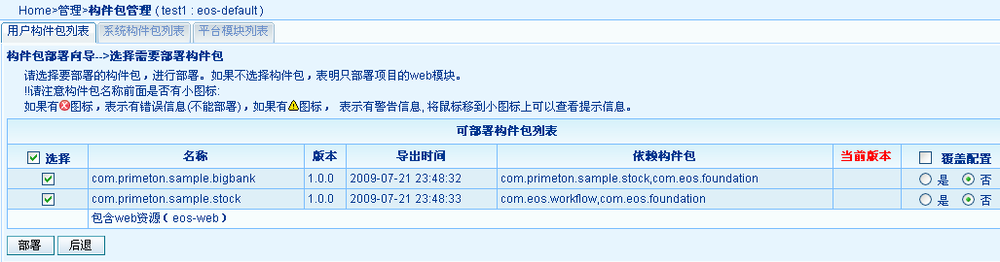 Home>管理>构件包管理 ( test1 : eos-default )
用户构件包列表 系统构件包列表 平台模块列表
构件包部署向导-->选择需要部署构件包
请选择要部署的构件包，进行部署。如果不选择构件包，表明只部署项目的web模块。
!!请注意构件包名称前面是否有小图标:
如果有图标，表示有错误信息(不能部署)，如果有图标， 表示有警告信息, 将鼠标移到小图标上可以查看提示信息。
可部署构件包列表
选择 名称 版本 导出时间 依赖构件包 当前版本 覆盖配置
com.primeton.sample.bigbank 1.0.0 2009-07-21 23:48:32 com.primeton.sample.stock,com.eos.foundation 是 否
com.primeton.sample.stock 1.0.0 2009-07-21 23:48:33 com.eos.workflow,com.eos.foundation 是 否
包含web资源（eos-web）
部署 后退